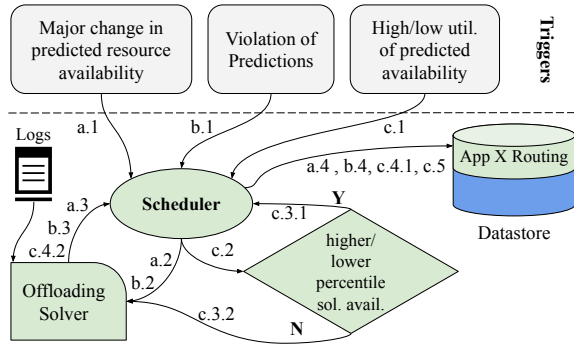 Major change in
predicted resource
availability
Violation of
Predictions
High/low util.
of predicted
availability
Triggers
Logs
a.1
b.1
c.1
a.4 , b.4, c.4.1, c.5
App X Routing
Datastore
Scheduler
a.3
b.3
c.4.2
a.2
b.2
c.2
c.3.1
Y
higher/
lower
percentile
sol. avail.
Offloading
Solver
c.3.2
N